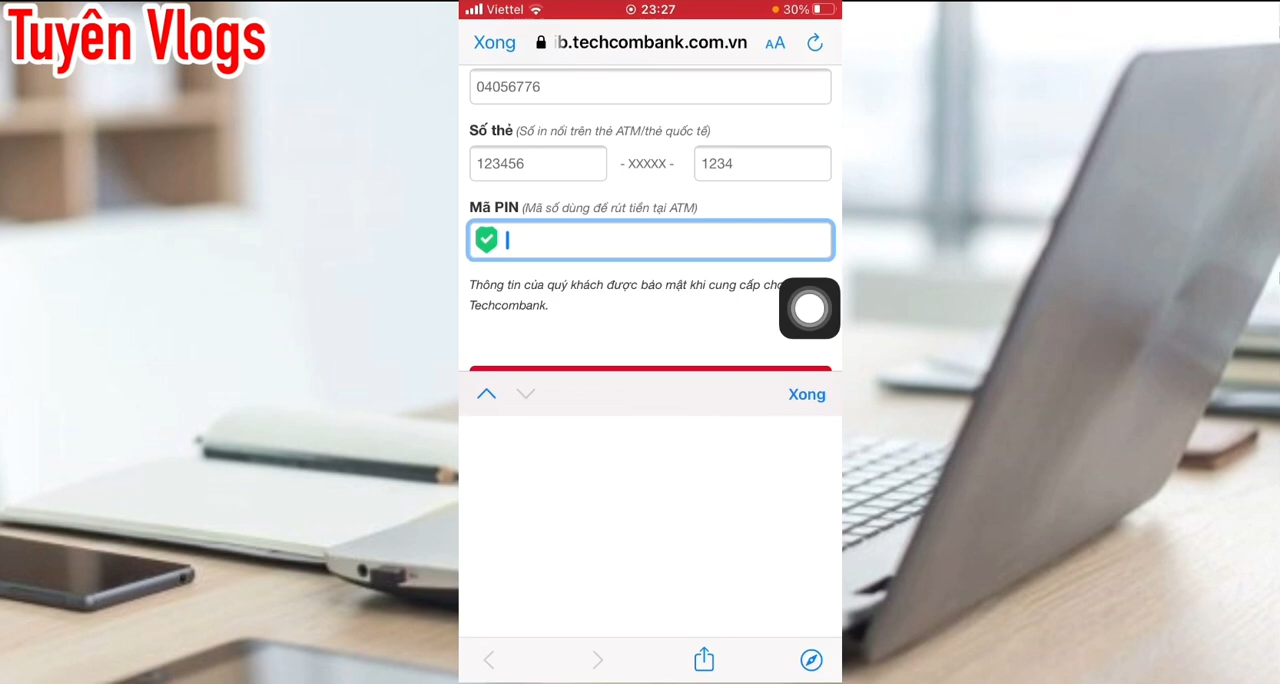 Tuyên Vlogs
Viettel 23:27 30%
Xong b.techcombank.com.vn AA
04056776
Số thẻ (Số in nổi trên thẻ ATM/thẻ quốc tế)
123456 - XXXXX - 1234
Mã PIN (Mã số dùng để rút tiền tại ATM)
Thông tin của quý khách được bảo mật khi cung cấp cho
Techcombank.
Xong